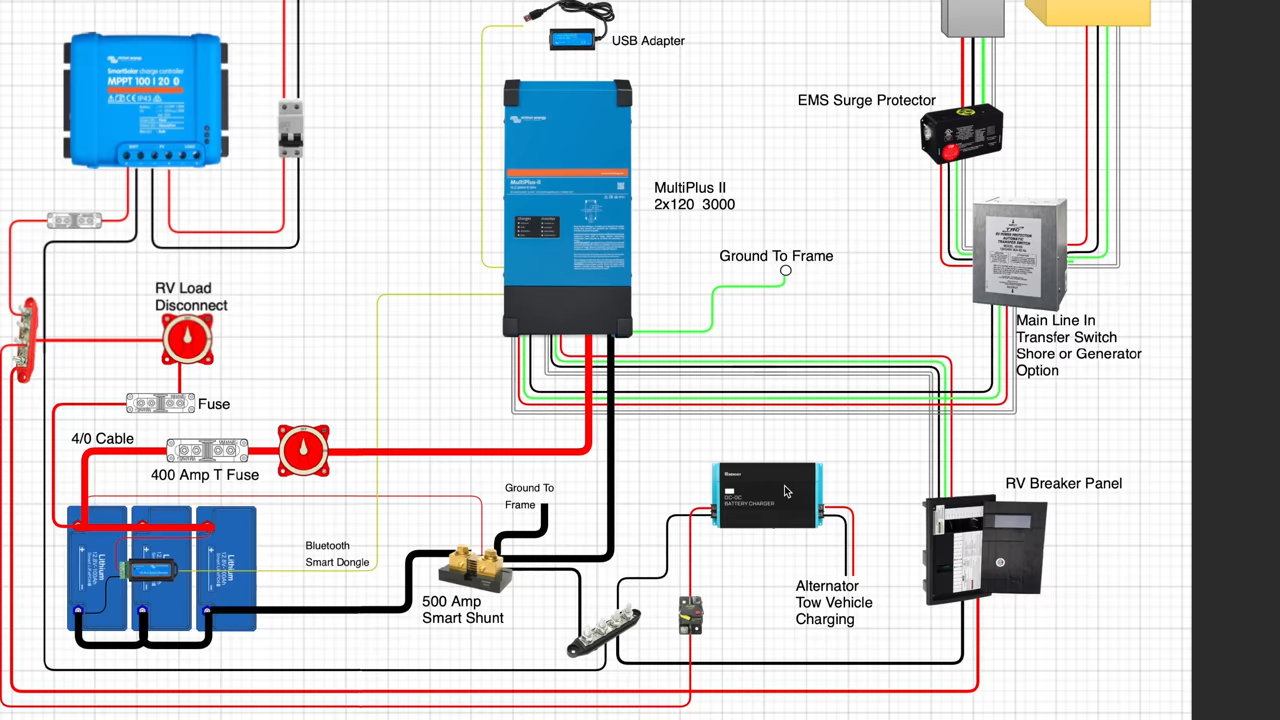 USB Adapter
victron energy
SmartSolar charge controller
MPPT 100 | 20
EMS Surge Protector
MultiPlus-II
MultiPlus II
2x120 3000
Ground To Frame
RV Load
Disconnect
Main Line In
Transfer Switch
Shore or Generator
Option
Fuse
4/0 Cable
400 Amp T Fuse
RV Breaker Panel
Ground To
Frame
DC-DC
BATTERY CHARGER
Bluetooth
Smart Dongle
Lithium
Lithium
500 Amp
Smart Shunt
Alternator
Tow Vehicle
Charging